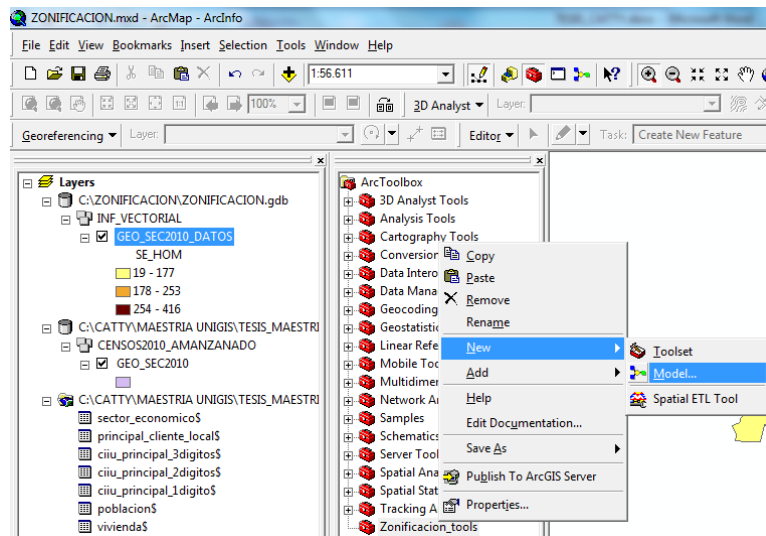 ZONIFICACION.mxd - ArcMap - ArcInfo
File Edit View Bookmarks Insert Selection Tools Window Help
1:56.611
100% 3D Analyst Layer:
Georeferencing Layer: Editor Task: Create New Feature
Layers
C:\ZONIFICACION\ZONIFICACION.gdb
INF_VECTORIAL
GEO_SEC2010_DATOS
SE_HOM
19 - 177
178 - 253
254 - 416
C:\CATTY\MAESTRIA UNIGIS\TESIS_MAESTRI
CENSOS2010_AMANZANADO
GEO_SEC2010
C:\CATTY\MAESTRIA UNIGIS\TESIS_MAESTRI
sector_economico$
principal_cliente_local$
ciiu_principal_3digitos$
ciiu_principal_2digitos$
ciiu_principal_1digito$
poblacion$
vivienda$
ArcToolbox
3D Analyst Tools
Analysis Tools
Cartography Tools
Conversion
Data Intero
Data Mana
Geocoding
Geostatistic
Linear Refe
Mobile Too
Multidimer
Network Ar
Samples
Schematics
Server Tool
Spatial Ana
Spatial Stat
Tracking A
Zonificacion_tools
Copy
Paste
Remove
Rename
New
Add
Help
Edit Documentation...
Save As
Publish To ArcGIS Server
Properties...
Toolset
Model...
Spatial ETL Tool